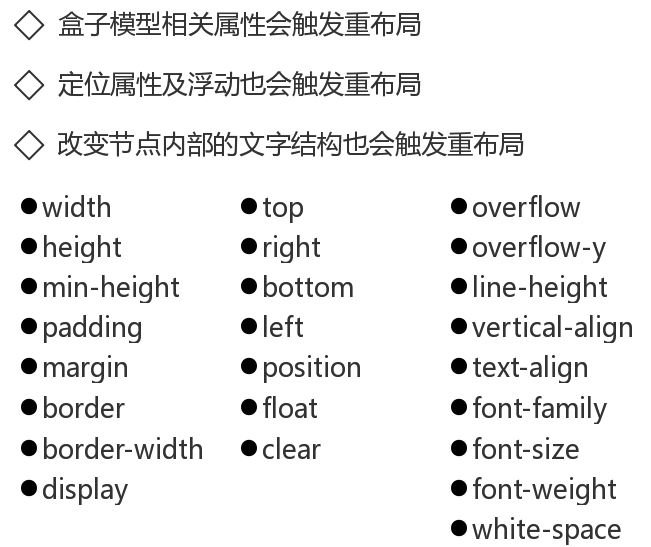 盒子模型相关属性会触发重布局
定位属性及浮动也会触发重布局
改变节点内部的文字结构也会触发重布局
width
height
min-height
padding
margin
border
border-width
display
top
right
bottom
left
position
float
clear
overflow
overflow-y
line-height
vertical-align
text-align
font-family
font-size
font-weight
white-space